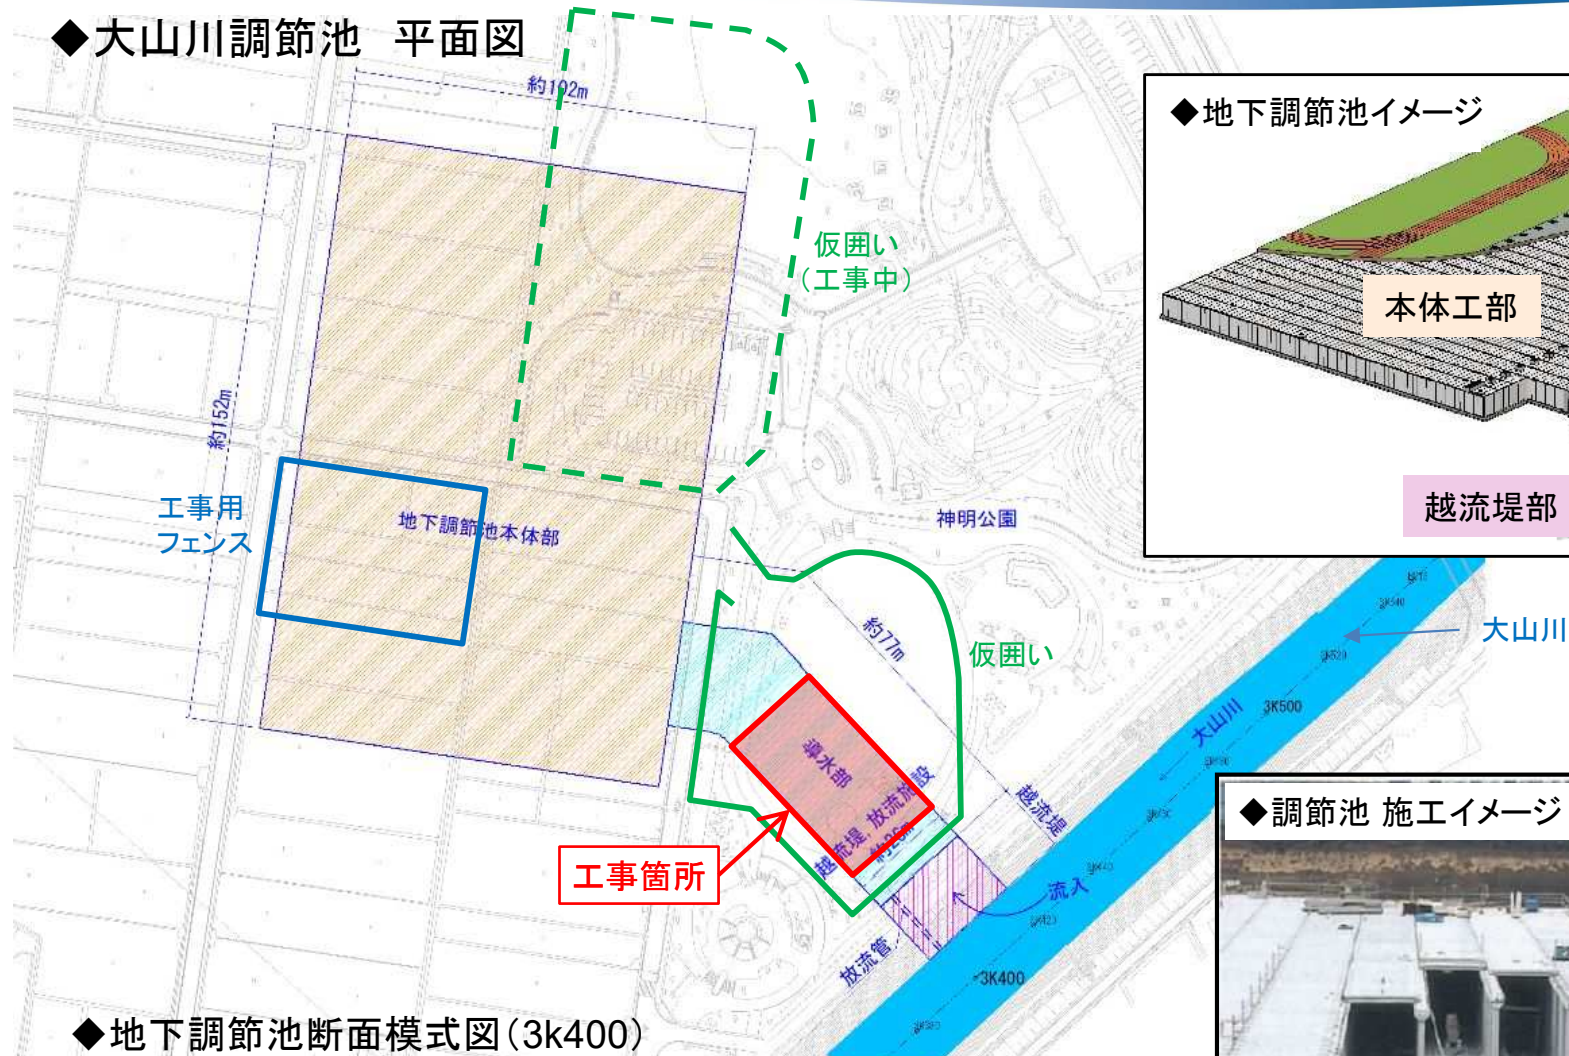 ◆大山川調節池 平面図
約102m
◆地下調節池イメージ
仮囲い
(工事中)
本体工部
約152m
工事用
フェンス
地下調節池本体部
神明公園
越流堤部
約77m
仮囲い
大山川
大山川
3K500
導水部
越流堤, 放流施設
約26m
越流堤
工事箇所
流入
放流管
3K400
◆調節池 施工イメージ
◆地下調節池断面模式図(3k400)